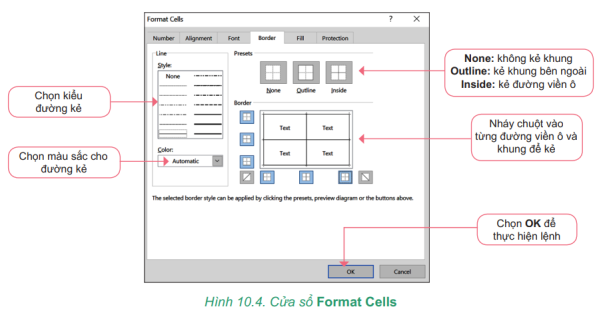 Format Cells
? ×
Number Alignment Font Border Fill Protection
Line
Style:
None
Color:
Automatic
Presets
None Outline Inside
Border
Text Text
Text Text
The selected border style can be applied by clicking the presets, preview diagram or the buttons above.
OK Cancel
Chọn kiểu
đường kẻ
Chọn màu sắc cho
đường kẻ
None: không kẻ khung
Outline: kẻ khung bên ngoài
Inside: kẻ đường viền ô
Nháy chuột vào
từng đường viền ô và
khung để kẻ
Chọn OK để
thực hiện lệnh
Hình 10.4. Cửa sổ Format Cells